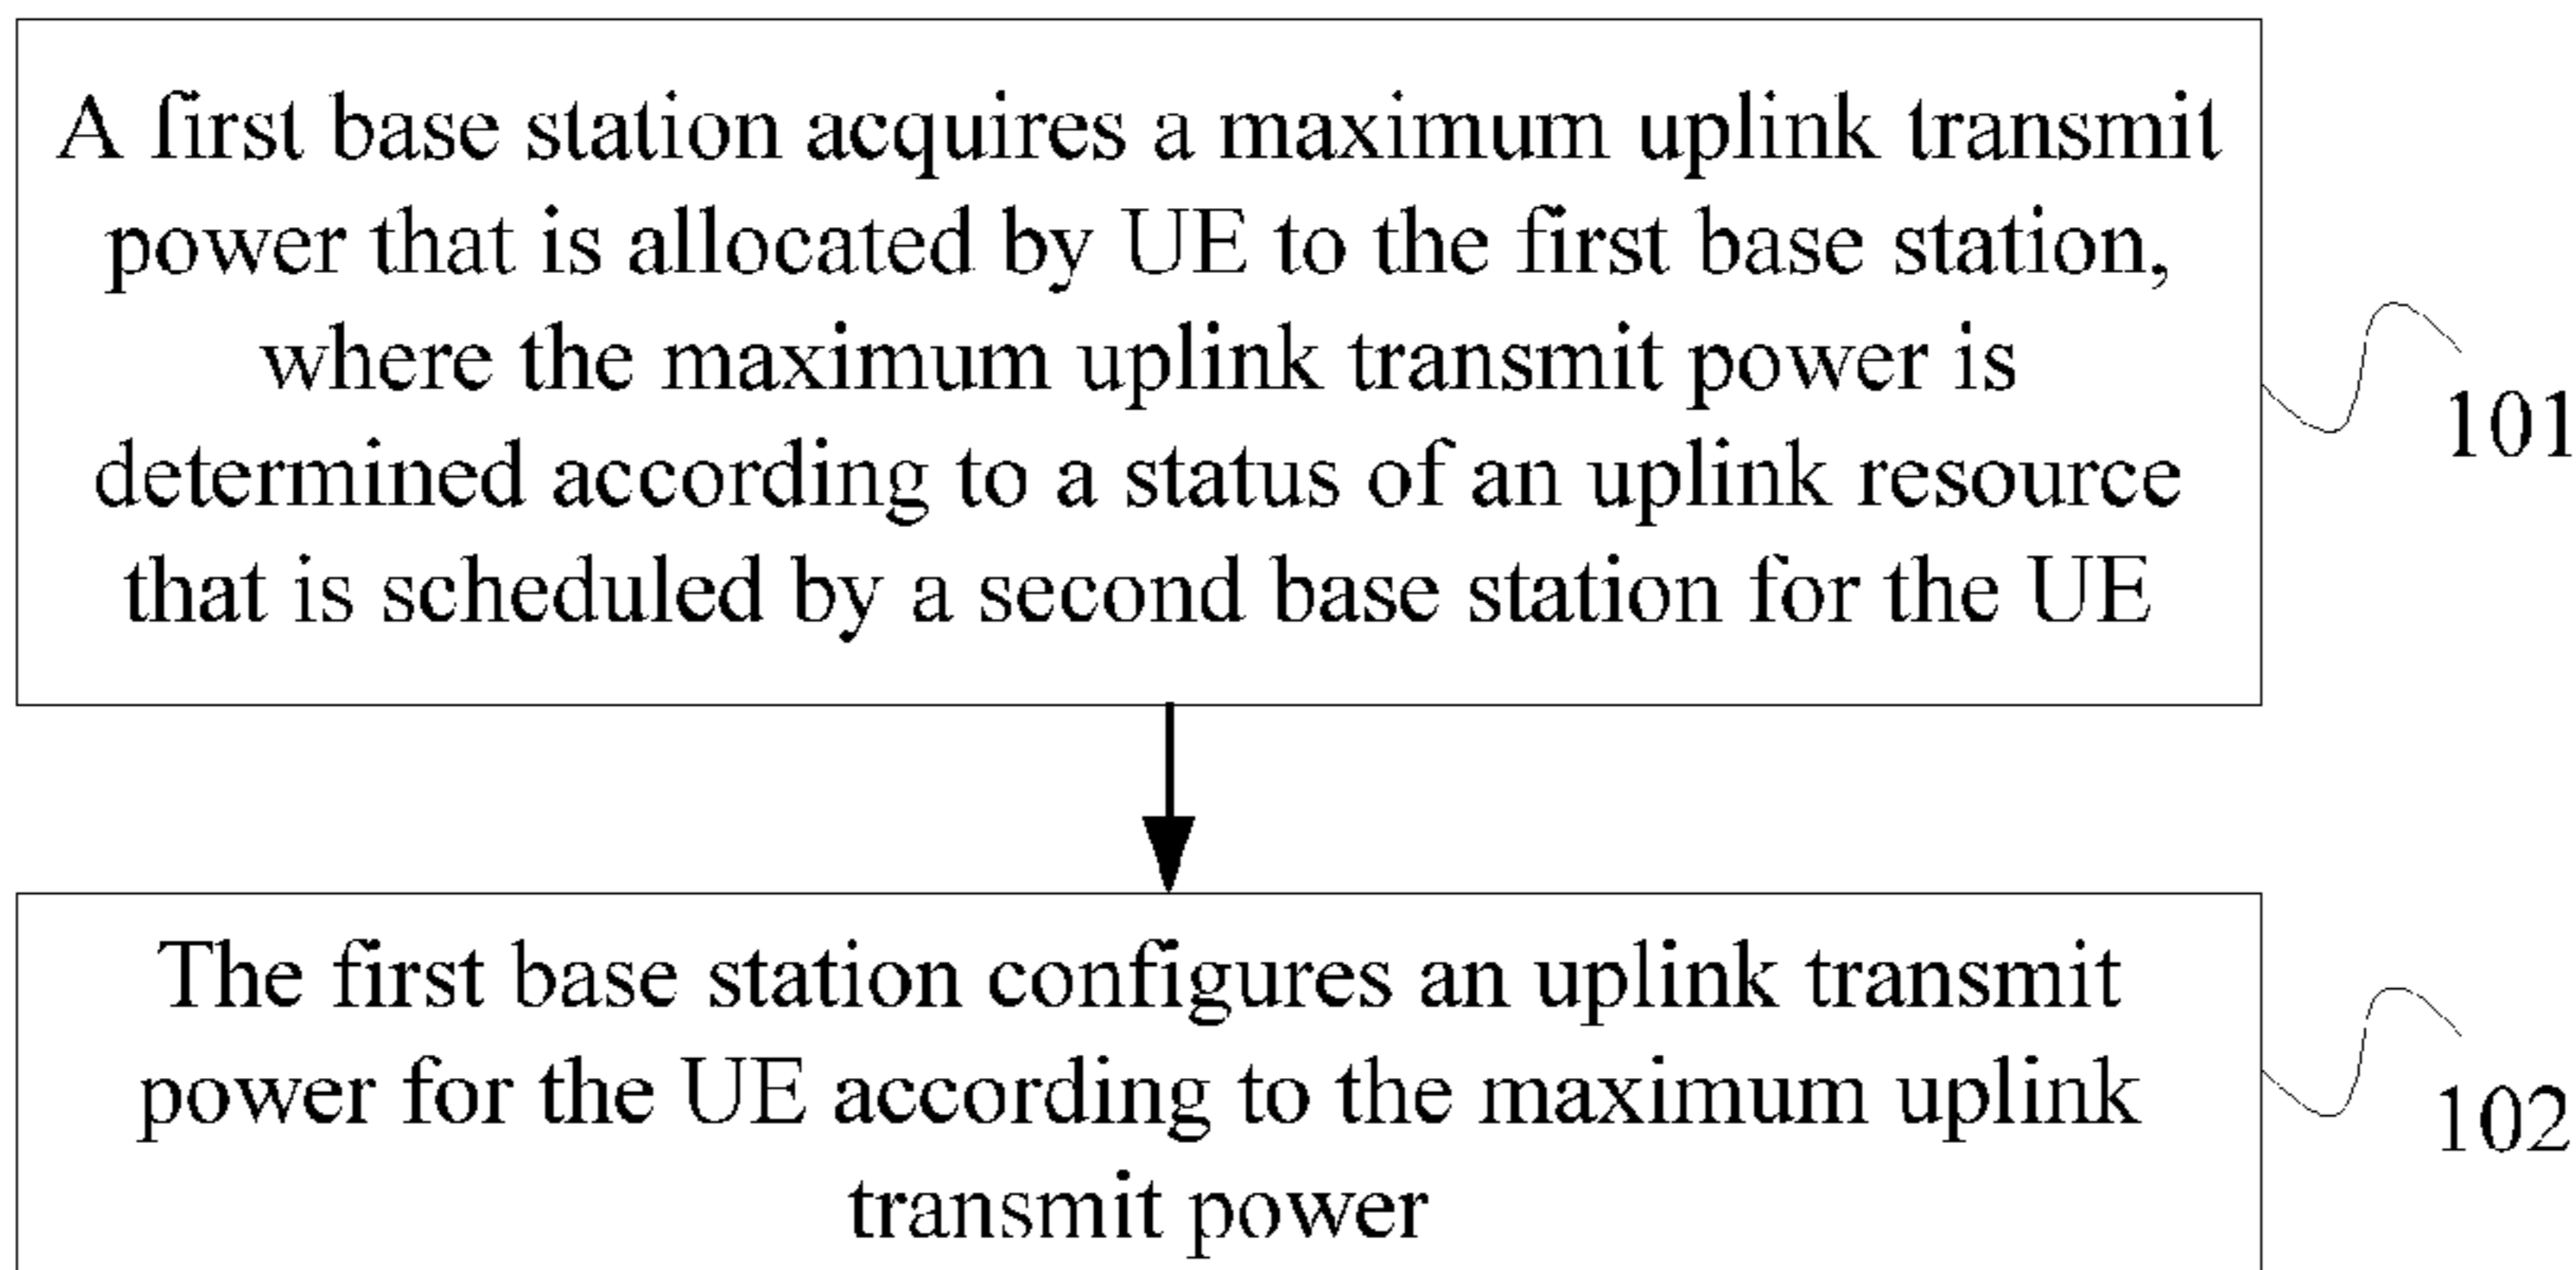 A first base station acquires a maximum uplink transmit
power that is allocated by UE to the first base station,
where the maximum uplink transmit power is
determined according to a status of an uplink resource
that is scheduled by a second base station for the UE
101
The first base station configures an uplink transmit
power for the UE according to the maximum uplink
transmit power
102